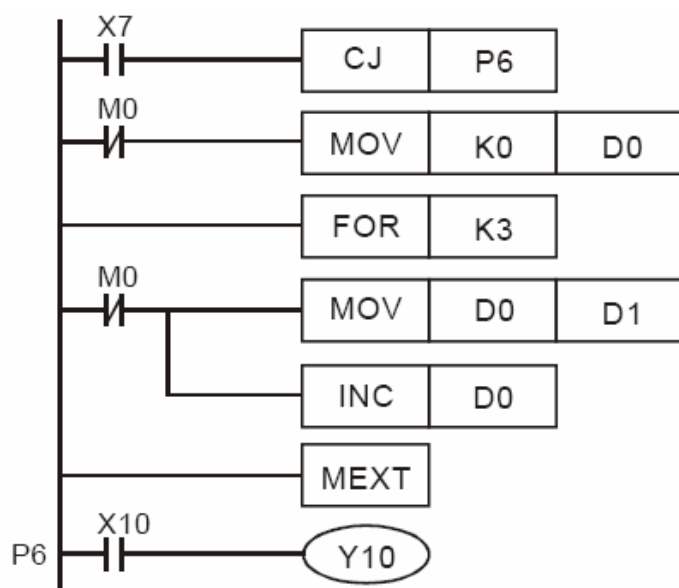 X7
CJ P6
M0
MOV K0 D0
FOR K3
M0
MOV D0 D1
INC D0
MEXT
X10
P6 Y10